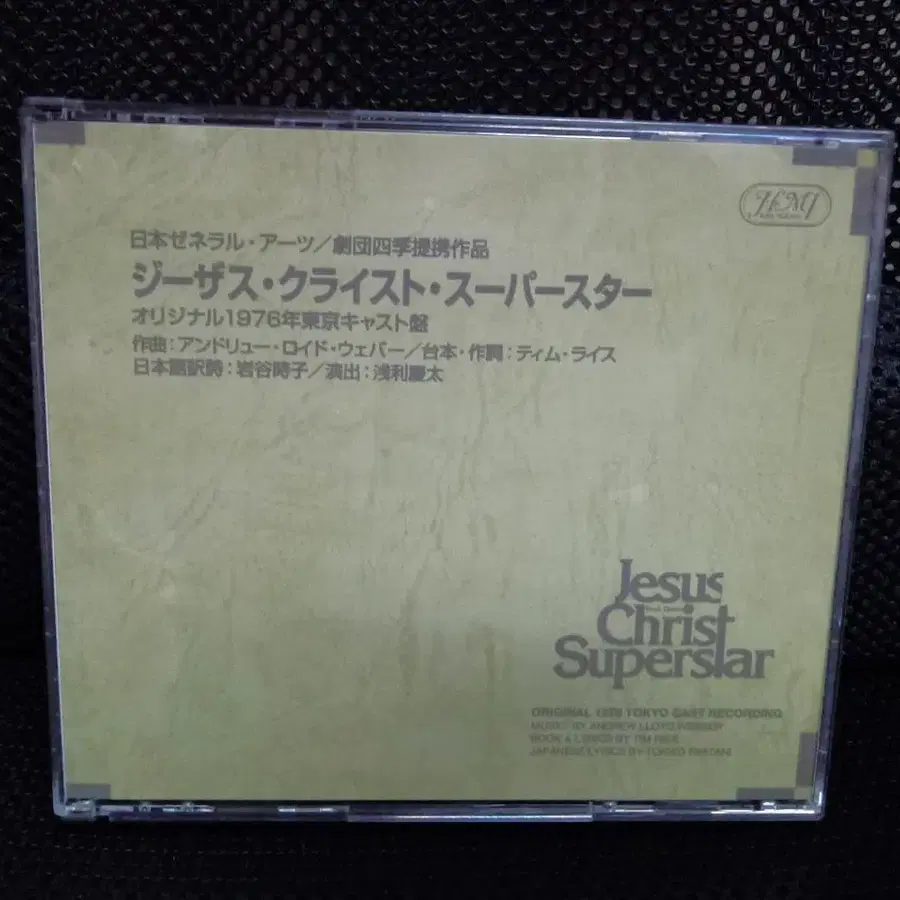 日本ゼネラル・アーツ/劇団四季提携作品
ジーザス・クライスト・スーパースター
オリジナル1976年東京キャスト盤
作曲:アンドリュー・ロイド・ウェバー/台本・作詞:ティム・ライス
日本語訳詩:岩谷時子/演出:浅利慶太
Jesus
Christ
Superstar
ORIGINAL 1976 TOKYO CAST RECORDING
MUSIC BY ANDREW LLOYD WEBBER
BOOK & LYRICS BY TIM RICE
JAPANESE LYRICS BY TOKIKO